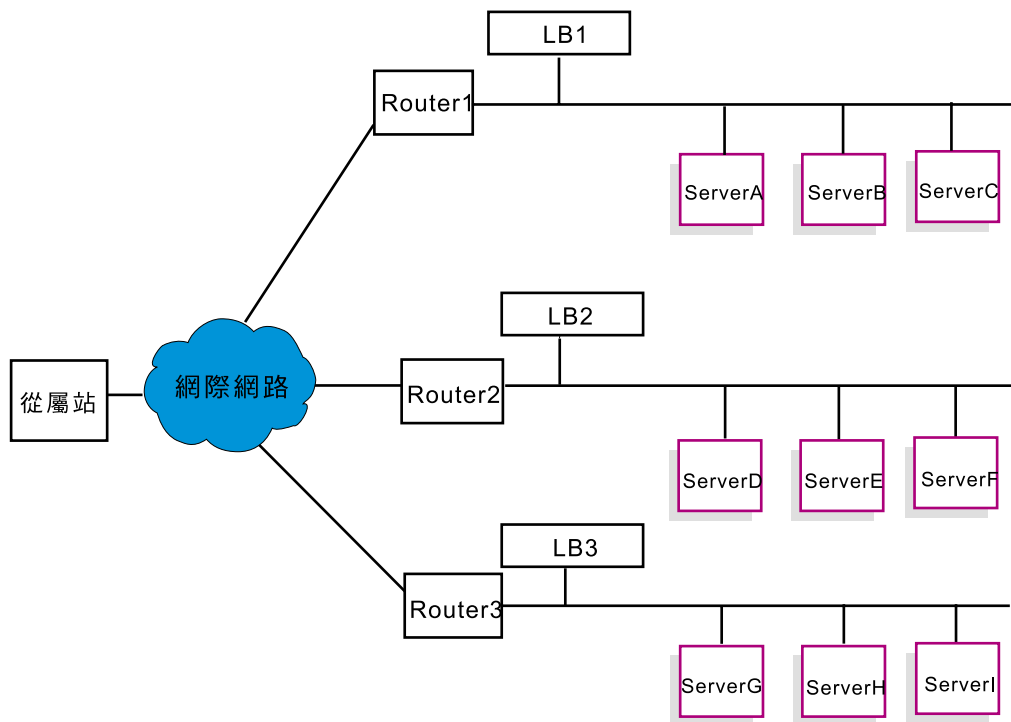 LB1
Router1
ServerA
ServerB
ServerC
LB2
網際網路
從屬站
Router2
ServerD
ServerE
ServerF
LB3
Router3
ServerG
ServerH
ServerI